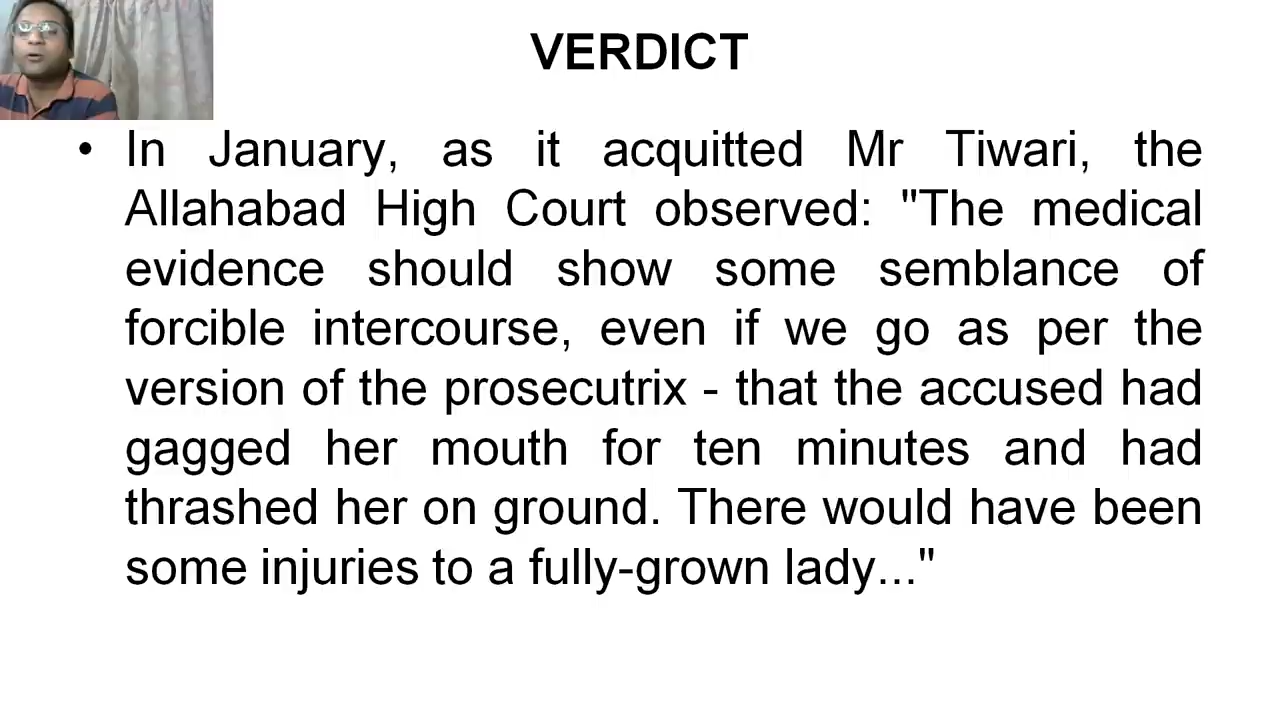 VERDICT
• In January, as it acquitted Mr Tiwari, the
Allahabad High Court observed: "The medical
evidence should show some semblance of
forcible intercourse, even if we go as per the
version of the prosecutrix - that the accused had
gagged her mouth for ten minutes and had
thrashed her on ground. There would have been
some injuries to a fully-grown lady..."